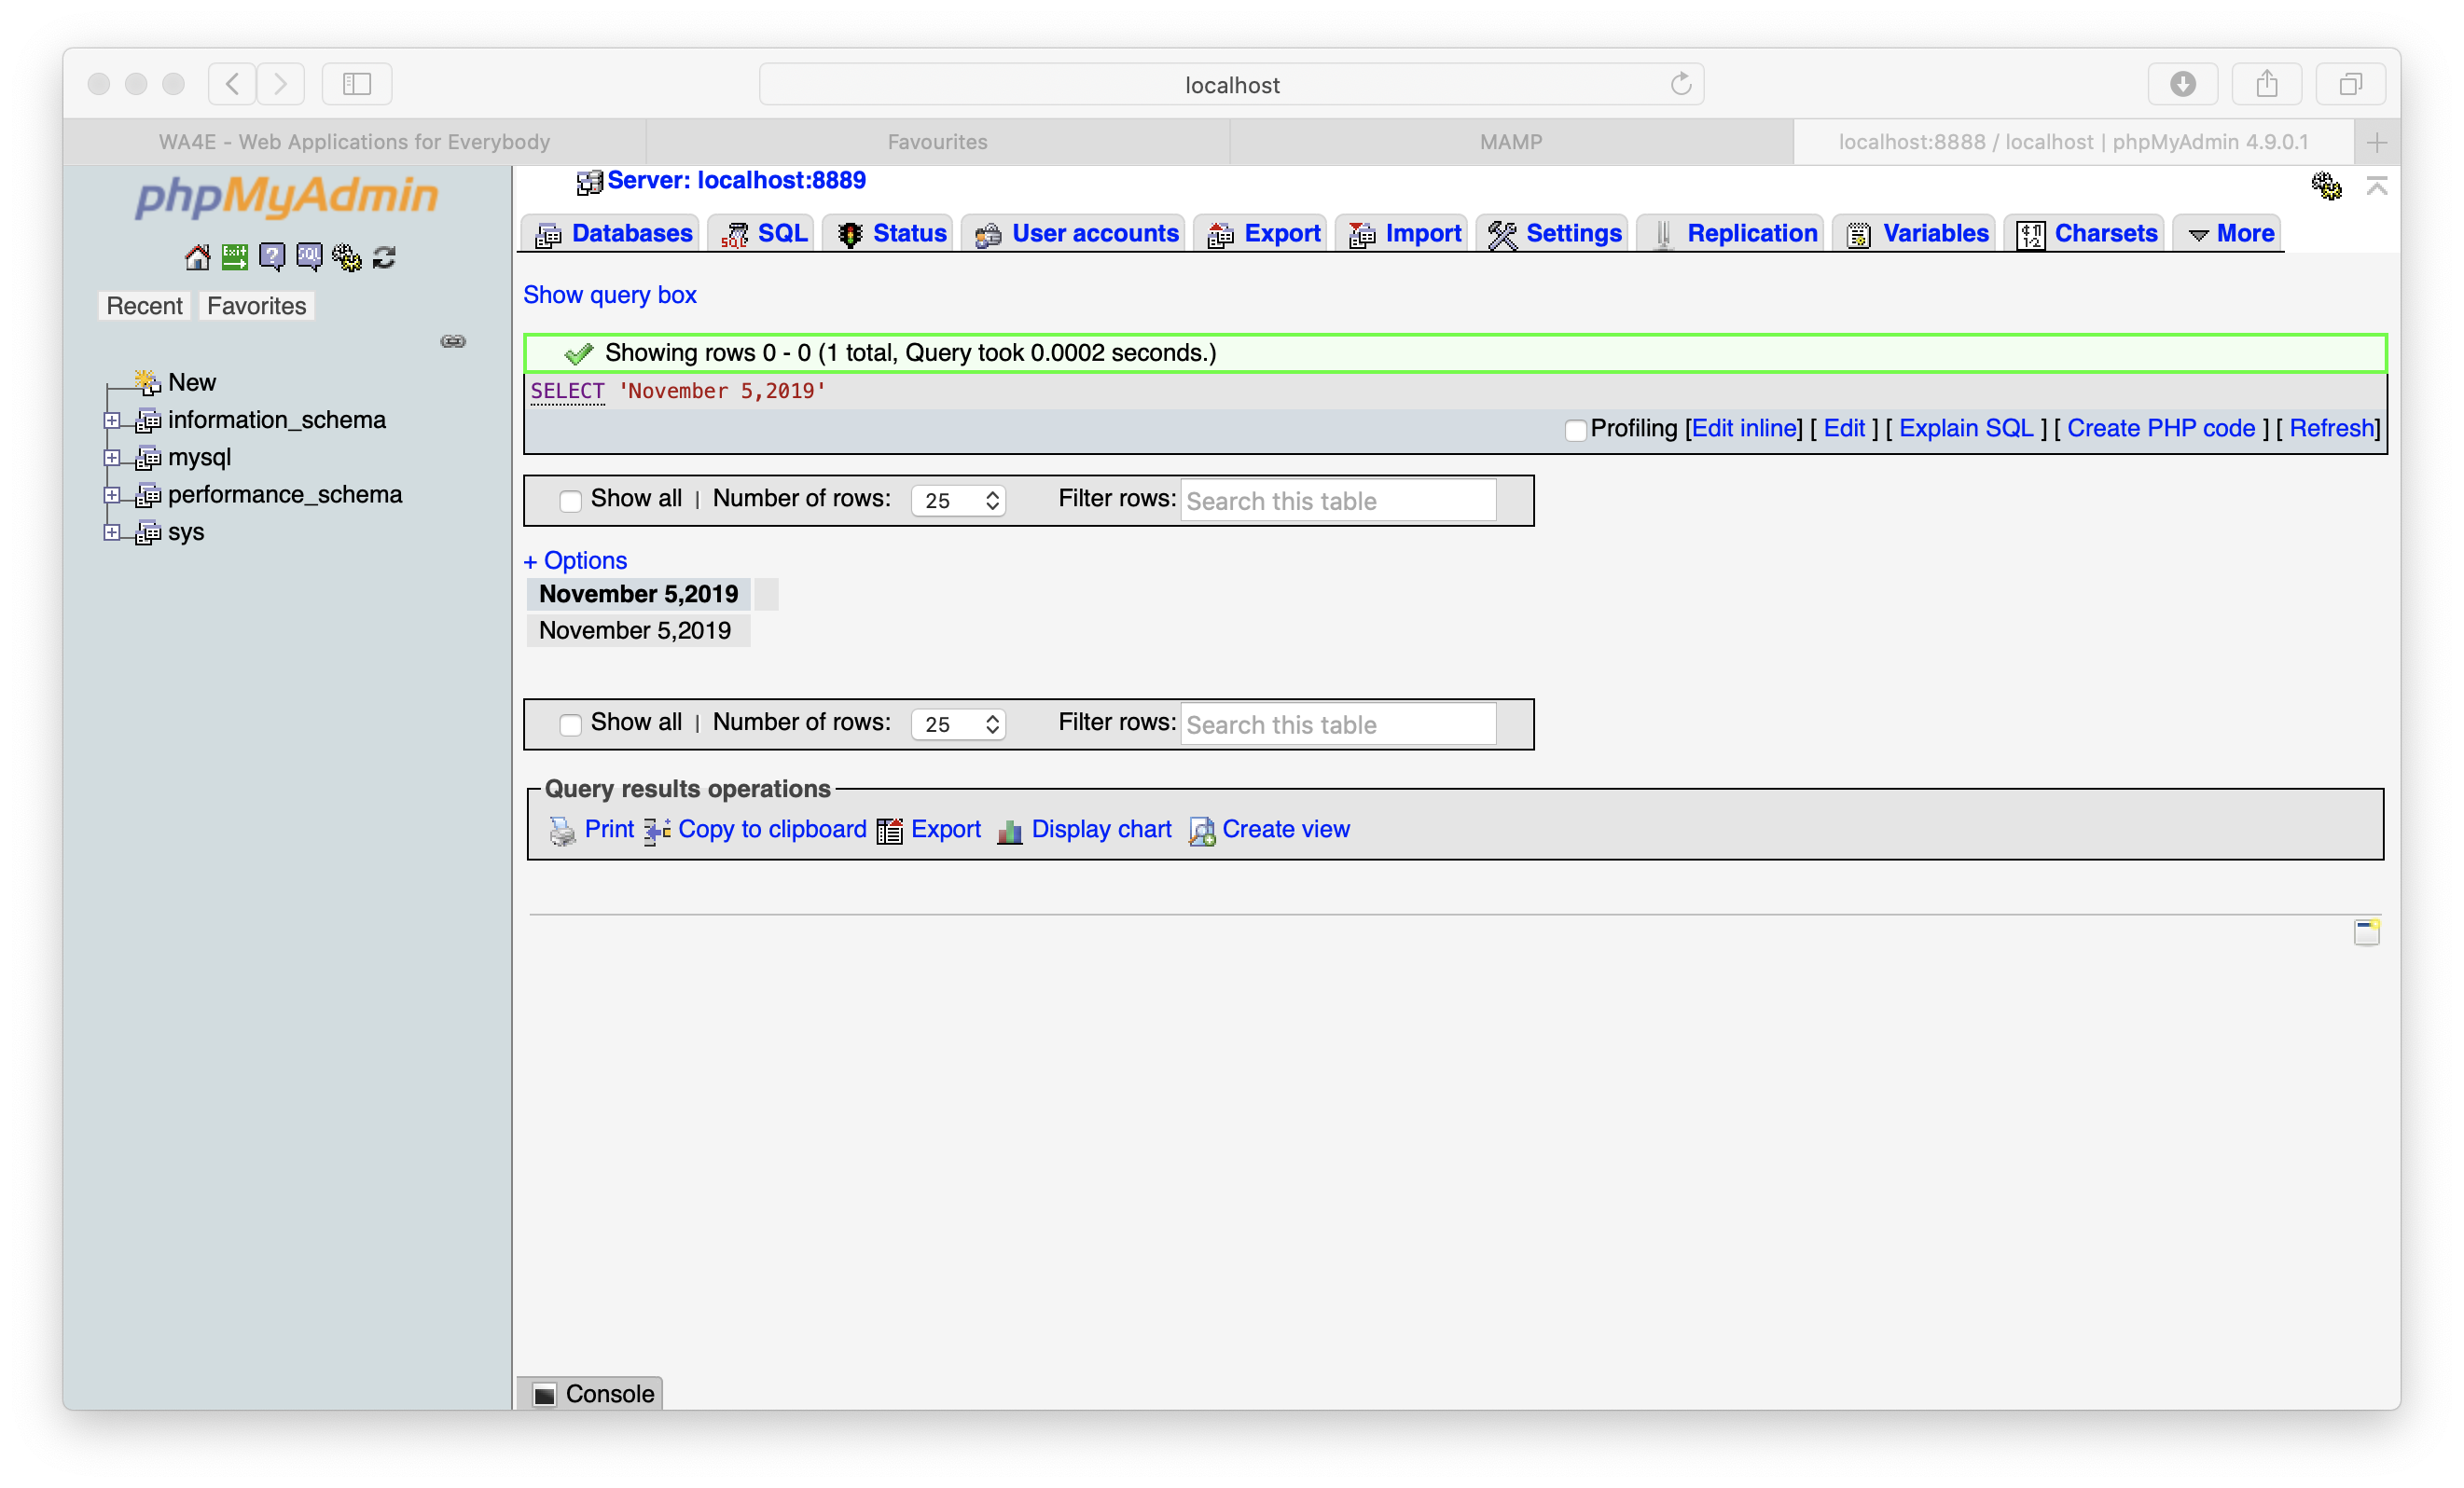 localhost
WA4E - Web Applications for Everybody
Favourites
MAMP
localhost:8888 / localhost | phpMyAdmin 4.9.0.1
phpMyAdmin
Recent
Favorites
New
information_schema
mysql
performance_schema
sys
Server: localhost:8889
Databases
SQL
Status
User accounts
Export
Import
Settings
Replication
Variables
Charsets
More
Show query box
Showing rows 0 - 0 (1 total, Query took 0.0002 seconds.)
SELECT 'November 5,2019'
Profiling [Edit inline] [ Edit ] [ Explain SQL ] [ Create PHP code ] [ Refresh]
Show all | Number of rows: 25 Filter rows: Search this table
+ Options
November 5,2019
November 5,2019
Show all | Number of rows: 25 Filter rows: Search this table
Query results operations
Print Copy to clipboard Export Display chart Create view
Console